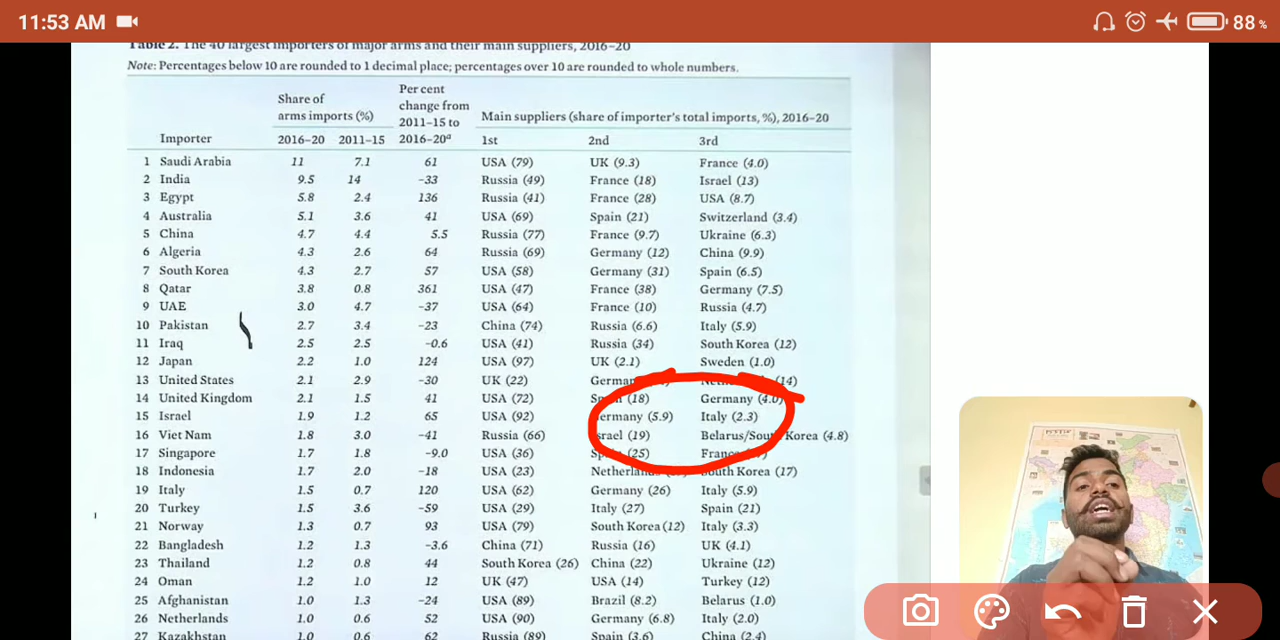 11:53 AM 88%
Table 2. The 40 largest importers of major arms and their main suppliers, 2016–20
Note: Percentages below 10 are rounded to 1 decimal place; percentages over 10 are rounded to whole numbers.
Per cent
Share of change from
arms imports (%) 2011–15 to Main suppliers (share of importer's total imports, %), 2016–20
Importer 2016–20 2011–15 2016–20ᵃ 1st 2nd 3rd
1 Saudi Arabia 11 7.1 61 USA (79) UK (9.3) France (4.0)
2 India 9.5 14 –33 Russia (49) France (18) Israel (13)
3 Egypt 5.8 2.4 136 Russia (41) France (28) USA (8.7)
4 Australia 5.1 3.6 41 USA (69) Spain (21) Switzerland (3.4)
5 China 4.7 4.4 5.5 Russia (77) France (9.7) Ukraine (6.3)
6 Algeria 4.3 2.6 64 Russia (69) Germany (12) China (9.9)
7 South Korea 4.3 2.7 57 USA (58) Germany (31) Spain (6.5)
8 Qatar 3.8 0.8 361 USA (47) France (38) Germany (7.5)
9 UAE 3.0 4.7 –37 USA (64) France (10) Russia (4.7)
10 Pakistan 2.7 3.4 –23 China (74) Russia (6.6) Italy (5.9)
11 Iraq 2.5 2.5 –0.6 USA (41) Russia (34) South Korea (12)
12 Japan 2.2 1.0 124 USA (97) UK (2.1) Sweden (1.0)
13 United States 2.1 2.9 –30 UK (22) (14)
14 United Kingdom 2.1 1.5 41 USA (72) (18) Germany (4.0)
15 Israel 1.9 1.2 65 USA (92) Germany (5.9) Italy (2.3)
16 Viet Nam 1.8 3.0 –41 Russia (66) Israel (19) Belarus/South Korea (4.8)
17 Singapore 1.7 1.8 –9.0 USA (36) Spain (25) France
18 Indonesia 1.7 2.0 –18 USA (23) Netherlands South Korea (17)
19 Italy 1.5 0.7 120 USA (62) Germany (26) Italy (5.9)
20 Turkey 1.5 3.6 –59 USA (29) Italy (27) Spain (21)
21 Norway 1.3 0.7 93 USA (79) South Korea (12) Italy (3.3)
22 Bangladesh 1.2 1.3 –3.6 China (71) Russia (16) UK (4.1)
23 Thailand 1.2 0.8 44 South Korea (26) China (22) Ukraine (12)
24 Oman 1.2 1.0 12 UK (47) USA (14) Turkey (12)
25 Afghanistan 1.0 1.3 –24 USA (89) Brazil (8.2) Belarus (1.0)
26 Netherlands 1.0 0.6 52 USA (90) Germany (6.8) Italy (2.0)
27 Kazakhstan 1.0 0.6 62 Russia (89) Spain (3.6) China (2.4)